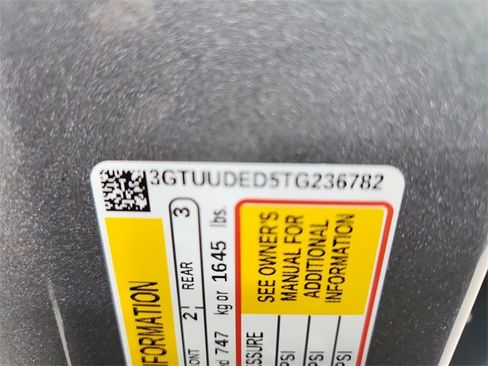 3GTUUDED5TG236782
FORMATION
ONT 2 REAR 3
747 kg or 1645 lbs.
SEE OWNER'S
MANUAL FOR
ADDITIONAL
INFORMATION
SSURE
PSI
PSI
PSI